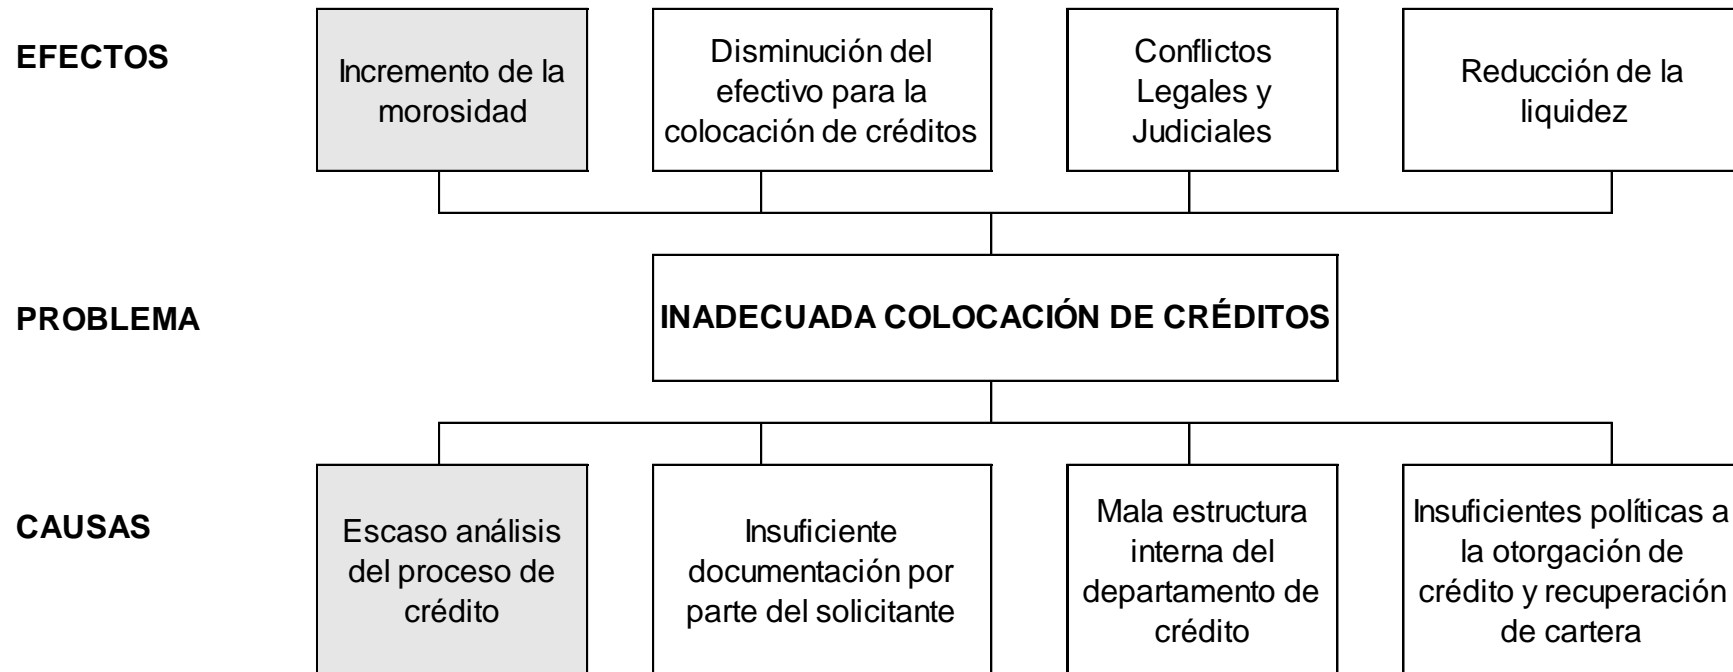 EFECTOS
Incremento de la
morosidad
Disminución del
efectivo para la
colocación de créditos
Conflictos
Legales y
Judiciales
Reducción de la
liquidez
PROBLEMA
INADECUADA COLOCACIÓN DE CRÉDITOS
CAUSAS
Escaso análisis
del proceso de
crédito
Insuficiente
documentación por
parte del solicitante
Mala estructura
interna del
departamento de
crédito
Insuficientes políticas a
la otorgación de
crédito y recuperación
de cartera